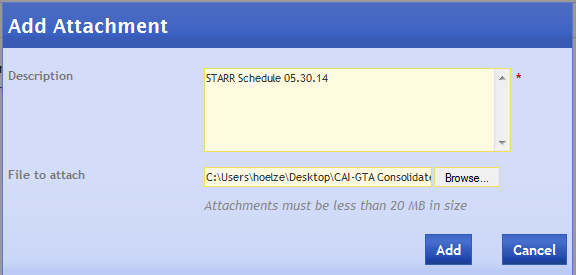 Add Attachment
Description
STARR Schedule 05.30.14
*
File to attach
C:\Users\hoelze\Desktop\CAI-GTA Consolidate
Browse...
Attachments must be less than 20 MB in size
Add
Cancel